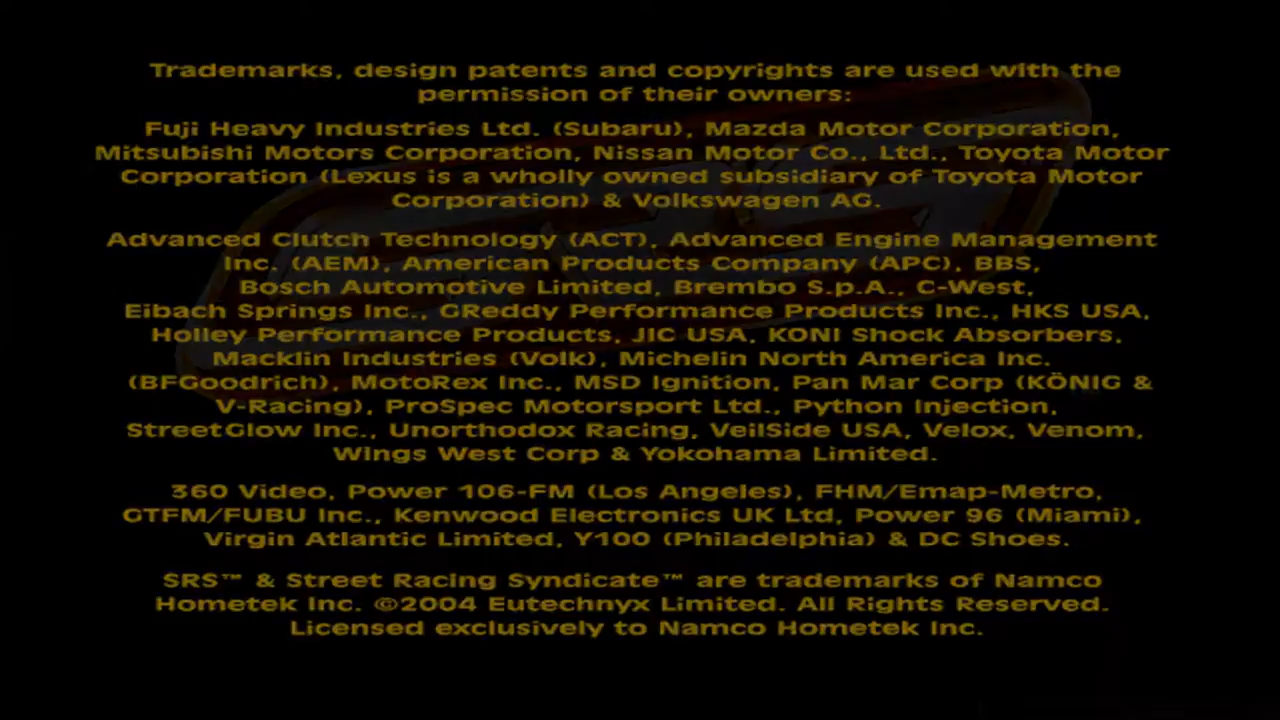 Trademarks, design patents and copyrights are used with the
permission of their owners:
Fuji Heavy Industries Ltd. (Subaru), Mazda Motor Corporation,
Mitsubishi Motors Corporation, Nissan Motor Co., Ltd., Toyota Motor
Corporation (Lexus is a wholly owned subsidiary of Toyota Motor
Corporation) & Volkswagen AG.
Advanced Clutch Technology (ACT), Advanced Engine Management
Inc. (AEM), American Products Company (APC), BBS,
Bosch Automotive Limited, Brembo S.p.A., C-West,
Eibach Springs Inc., GReddy Performance Products Inc., HKS USA,
Holley Performance Products, JIC USA, KONI Shock Absorbers,
Macklin Industries (Volk), Michelin North America Inc.
(BFGoodrich), MotoRex Inc., MSD Ignition, Pan Mar Corp (KÖNIG &
V-Racing), ProSpec Motorsport Ltd., Python Injection,
StreetGlow Inc., Unorthodox Racing, VeilSide USA, Velox, Venom,
Wings West Corp & Yokohama Limited.
360 Video, Power 106-FM (Los Angeles), FHM/Emap-Metro,
GTFM/FUBU Inc., Kenwood Electronics UK Ltd, Power 96 (Miami),
Virgin Atlantic Limited, Y100 (Philadelphia) & DC Shoes.
SRS™ & Street Racing Syndicate™ are trademarks of Namco
Hometek Inc. ©2004 Eutechnyx Limited. All Rights Reserved.
Licensed exclusively to Namco Hometek Inc.